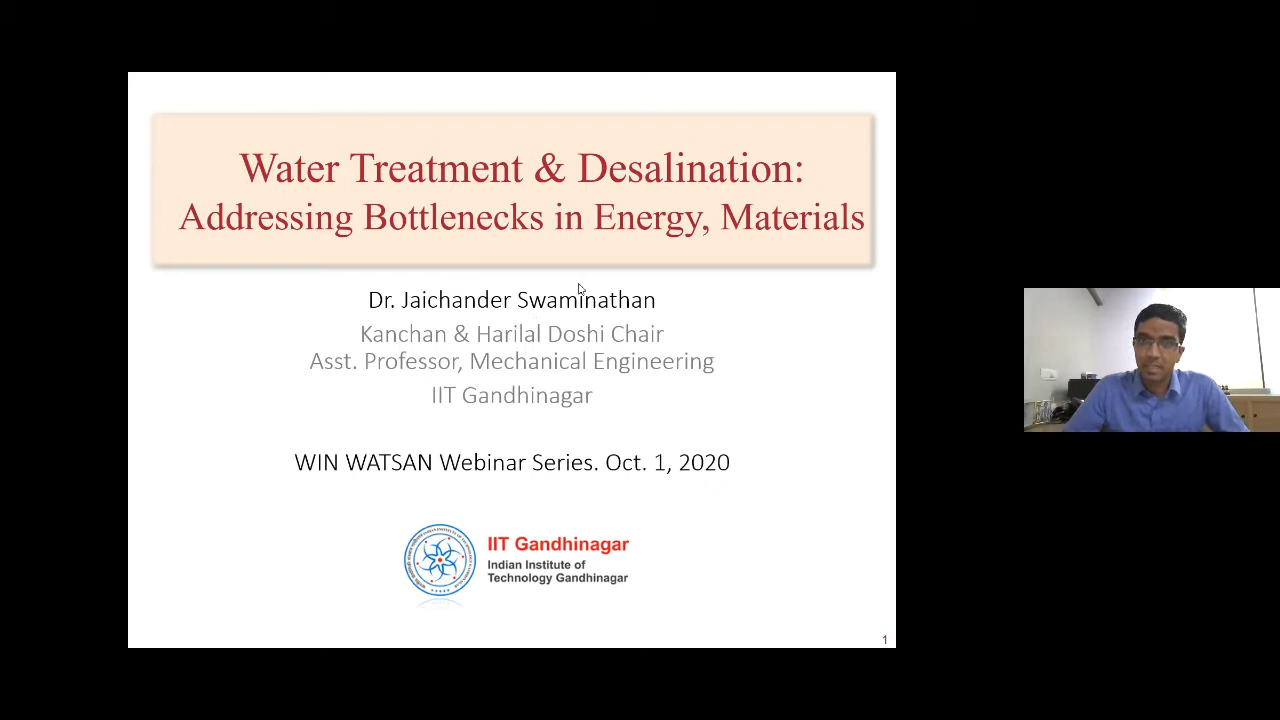 Water Treatment & Desalination:
Addressing Bottlenecks in Energy, Materials
Dr. Jaichander Swaminathan
Kanchan & Harilal Doshi Chair
Asst. Professor, Mechanical Engineering
IIT Gandhinagar
WIN WATSAN Webinar Series. Oct. 1, 2020
IIT Gandhinagar
Indian Institute of
Technology Gandhinagar
1